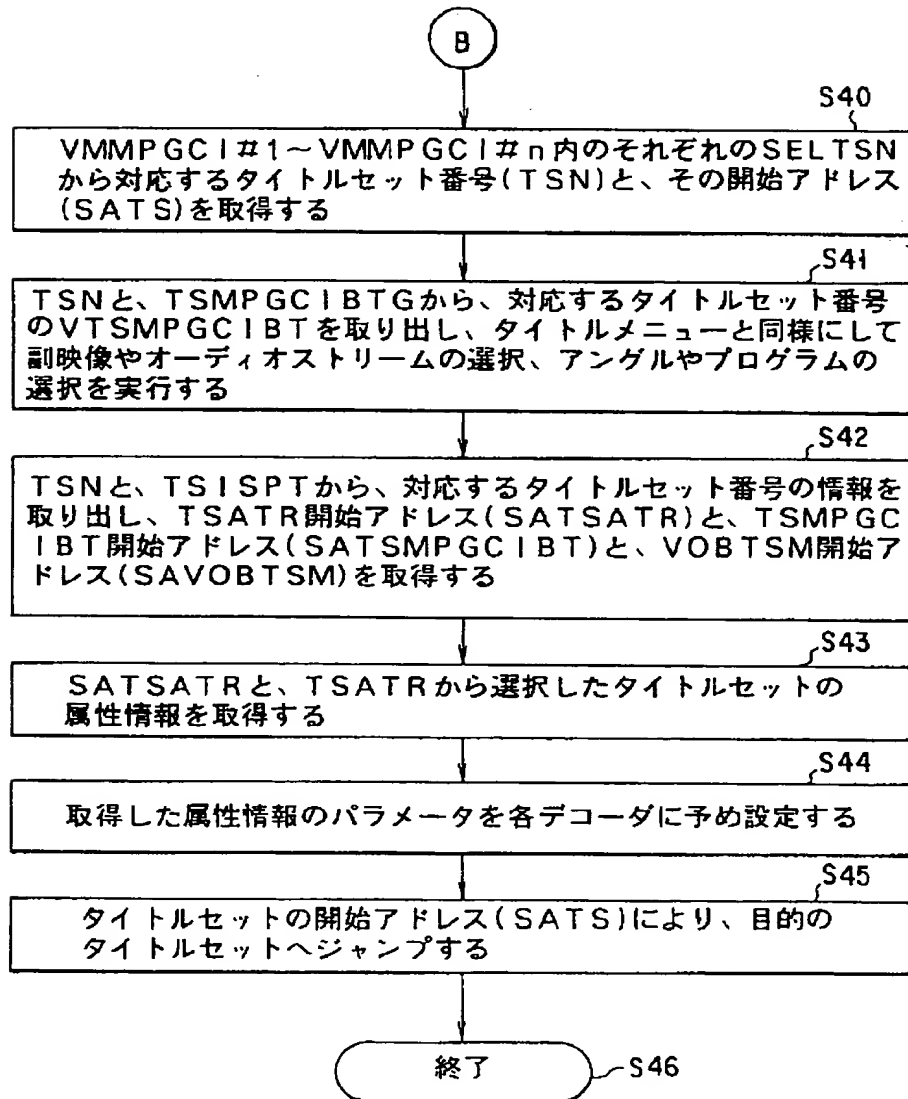 B
S40
VMMPGCI#1~VMMPGCI#n内のそれぞれのSELTSN
から対応するタイトルセット番号(TSN)と、その開始アドレス
(SATS)を取得する
S41
TSNと、TSMPGCIBTGから、対応するタイトルセット番号
のVTSMPGCIBTを取り出し、タイトルメニューと同様にして
副映像やオーディオストリームの選択、アングルやプログラムの
選択を実行する
S42
TSNと、TSISPTから、対応するタイトルセット番号の情報を
取り出し、TSATR開始アドレス(SATSATR)と、TSMPGC
IBT開始アドレス(SATSMPGCIBT)と、VOBTSM開始ア
ドレス(SAVOBTSM)を取得する
S43
SATSATRと、TSATRから選択したタイトルセットの
属性情報を取得する
S44
取得した属性情報のパラメータを各デコーダに予め設定する
S45
タイトルセットの開始アドレス(SATS)により、目的の
タイトルセットへジャンプする
終了
S46